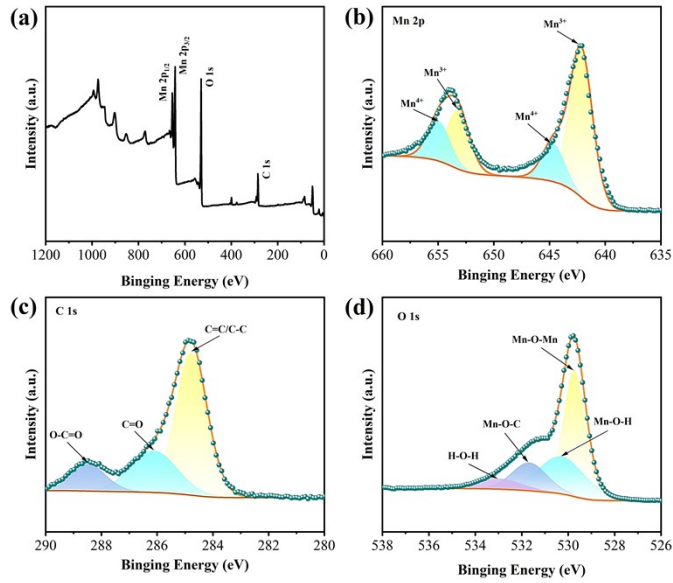 (a)
Mn 2p1/2
Mn 2p3/2
O 1s
C 1s
Intensity (a.u.)
1200 1000 800 600 400 200 0
Binging Energy (eV)
(b)
Mn 2p
Mn3+
Mn3+
Mn4+
Mn4+
Intensity (a.u.)
660 655 650 645 640 635
Binging Energy (eV)
(c)
C 1s
C=C/C-C
C=O
O-C=O
Intensity (a.u.)
290 288 286 284 282 280
Binging Energy (eV)
(d)
O 1s
Mn-O-Mn
Mn-O-C
Mn-O-H
H-O-H
Intensity (a.u.)
538 536 534 532 530 528 526
Binging Energy (eV)